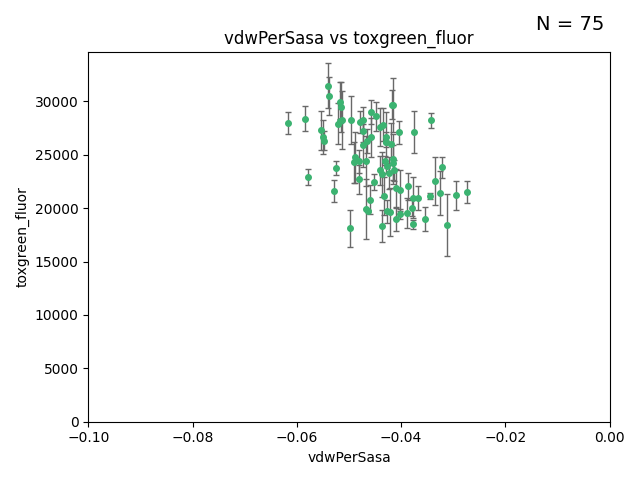 N = 75
vdwPerSasa vs toxgreen_fluor
30000
25000
20000
15000
10000
5000
0
toxgreen_fluor
−0.10 −0.08 −0.06 −0.04 −0.02 0.00
vdwPerSasa